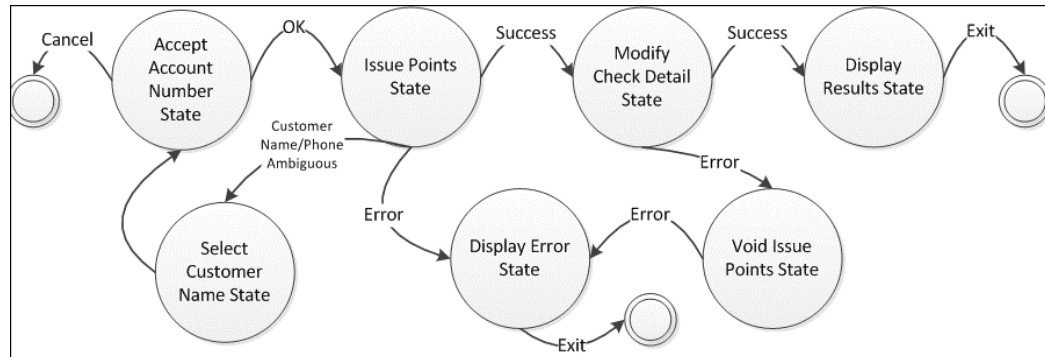 Cancel
Accept
Account
Number
State
OK
Issue Points
State
Success
Modify
Check Detail
State
Success
Display
Results State
Exit
Customer
Name/Phone
Ambiguous
Error
Error
Select
Customer
Name State
Display Error
State
Error
Void Issue
Points State
Exit